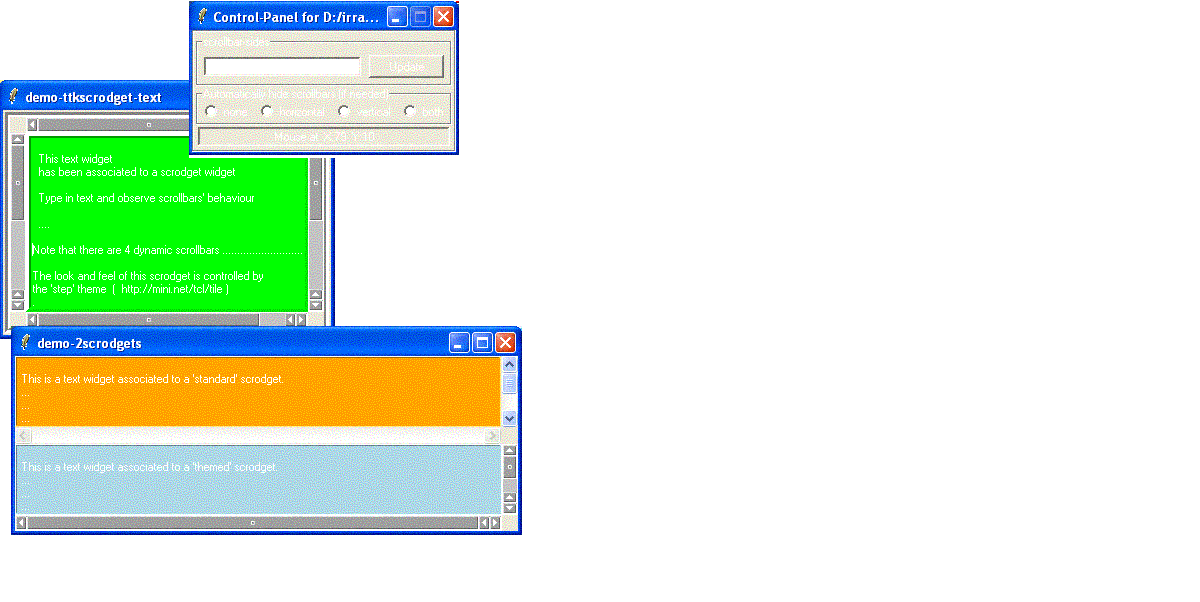 Control-Panel for D:/irra...
demo-ttkscrodget-text
This text widget
has been associated to a scrodget widget
Type in text and observe scrollbars' behaviour
....
Note that there are 4 dynamic scrollbars ............................
The look and feel of this scrodget is controlled by
the 'step' theme ( http://mini.net/tcl/tile )
demo-2scrodgets
This is a text widget associated to a 'standard' scrodget.
...
...
This is a text widget associated to a 'themed' scrodget.
...
...